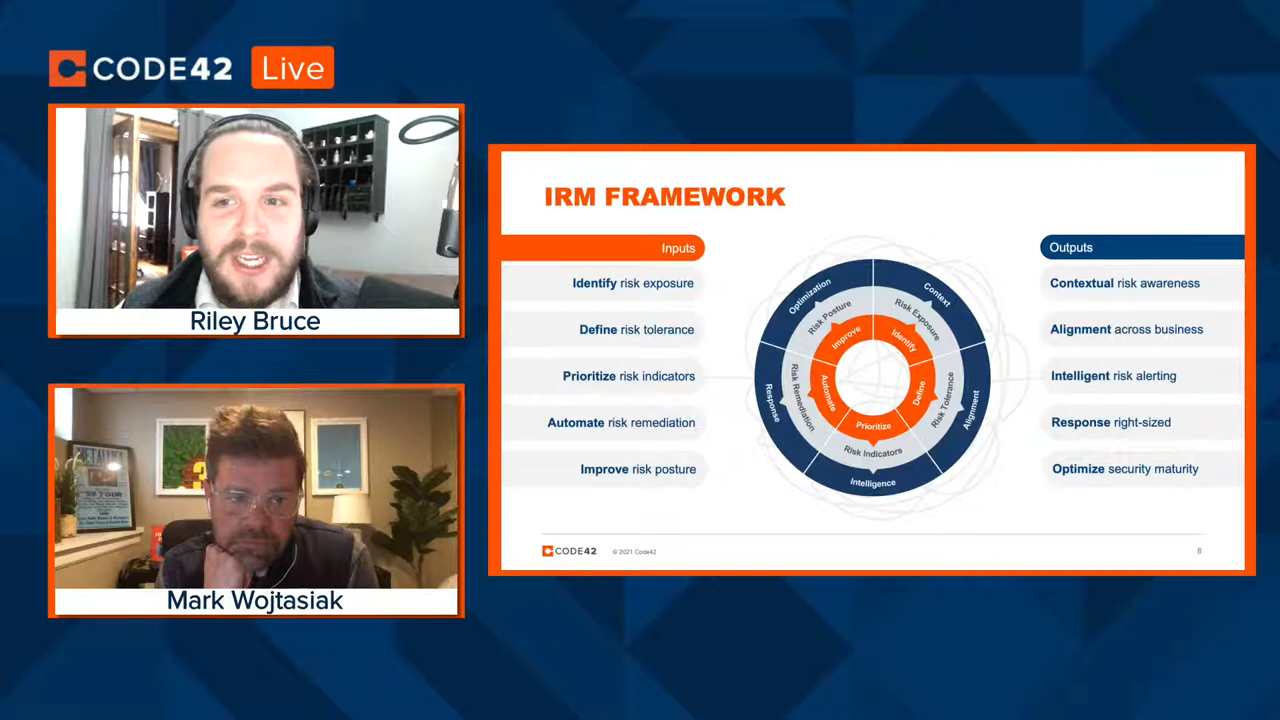 CODE42 Live
Riley Bruce
Mark Wojtasiak
IRM FRAMEWORK
Inputs
Identify risk exposure
Define risk tolerance
Prioritize risk indicators
Automate risk remediation
Improve risk posture
Optimization
Context
Risk Posture
Risk Exposure
Improve
Identify
Response
Risk Remediation
Automate
Define
Risk Tolerance
Alignment
Prioritize
Risk Indicators
Intelligence
Outputs
Contextual risk awareness
Alignment across business
Intelligent risk alerting
Response right-sized
Optimize security maturity
CODE42 © 2021 Code42
8